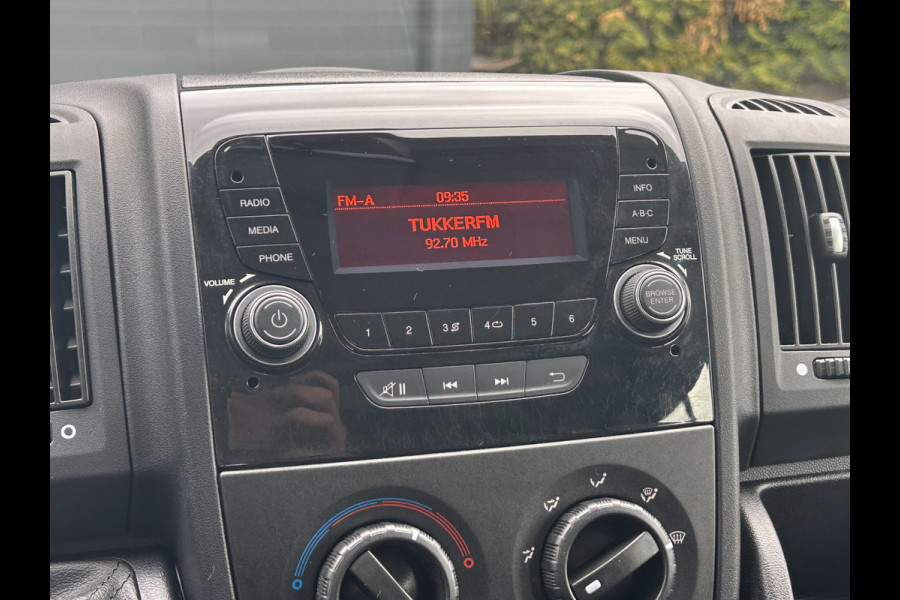 FM-A 09:35
TUKKERFM
92.70 MHz
RADIO
MEDIA
PHONE
VOLUME
INFO
A·B·C
MENU
TUNE
SCROLL
BROWSE
ENTER
1 2 3 4 5 6